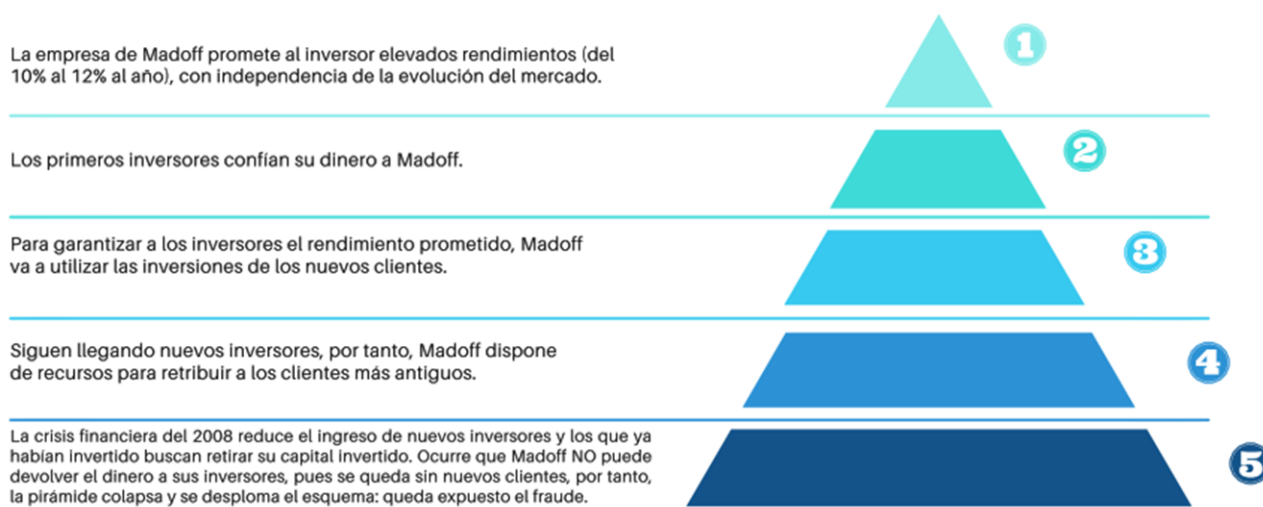 La empresa de Madoff promete al inversor elevados rendimientos (del
10% al 12% al año), con independencia de la evolución del mercado.
1
Los primeros inversores confían su dinero a Madoff.
2
Para garantizar a los inversores el rendimiento prometido, Madoff
va a utilizar las inversiones de los nuevos clientes.
3
Siguen llegando nuevos inversores, por tanto, Madoff dispone
de recursos para retribuir a los clientes más antiguos.
4
La crisis financiera del 2008 reduce el ingreso de nuevos inversores y los que ya
habían invertido buscan retirar su capital invertido. Ocurre que Madoff NO puede
devolver el dinero a sus inversores, pues se queda sin nuevos clientes, por tanto,
la pirámide colapsa y se desploma el esquema: queda expuesto el fraude.
5